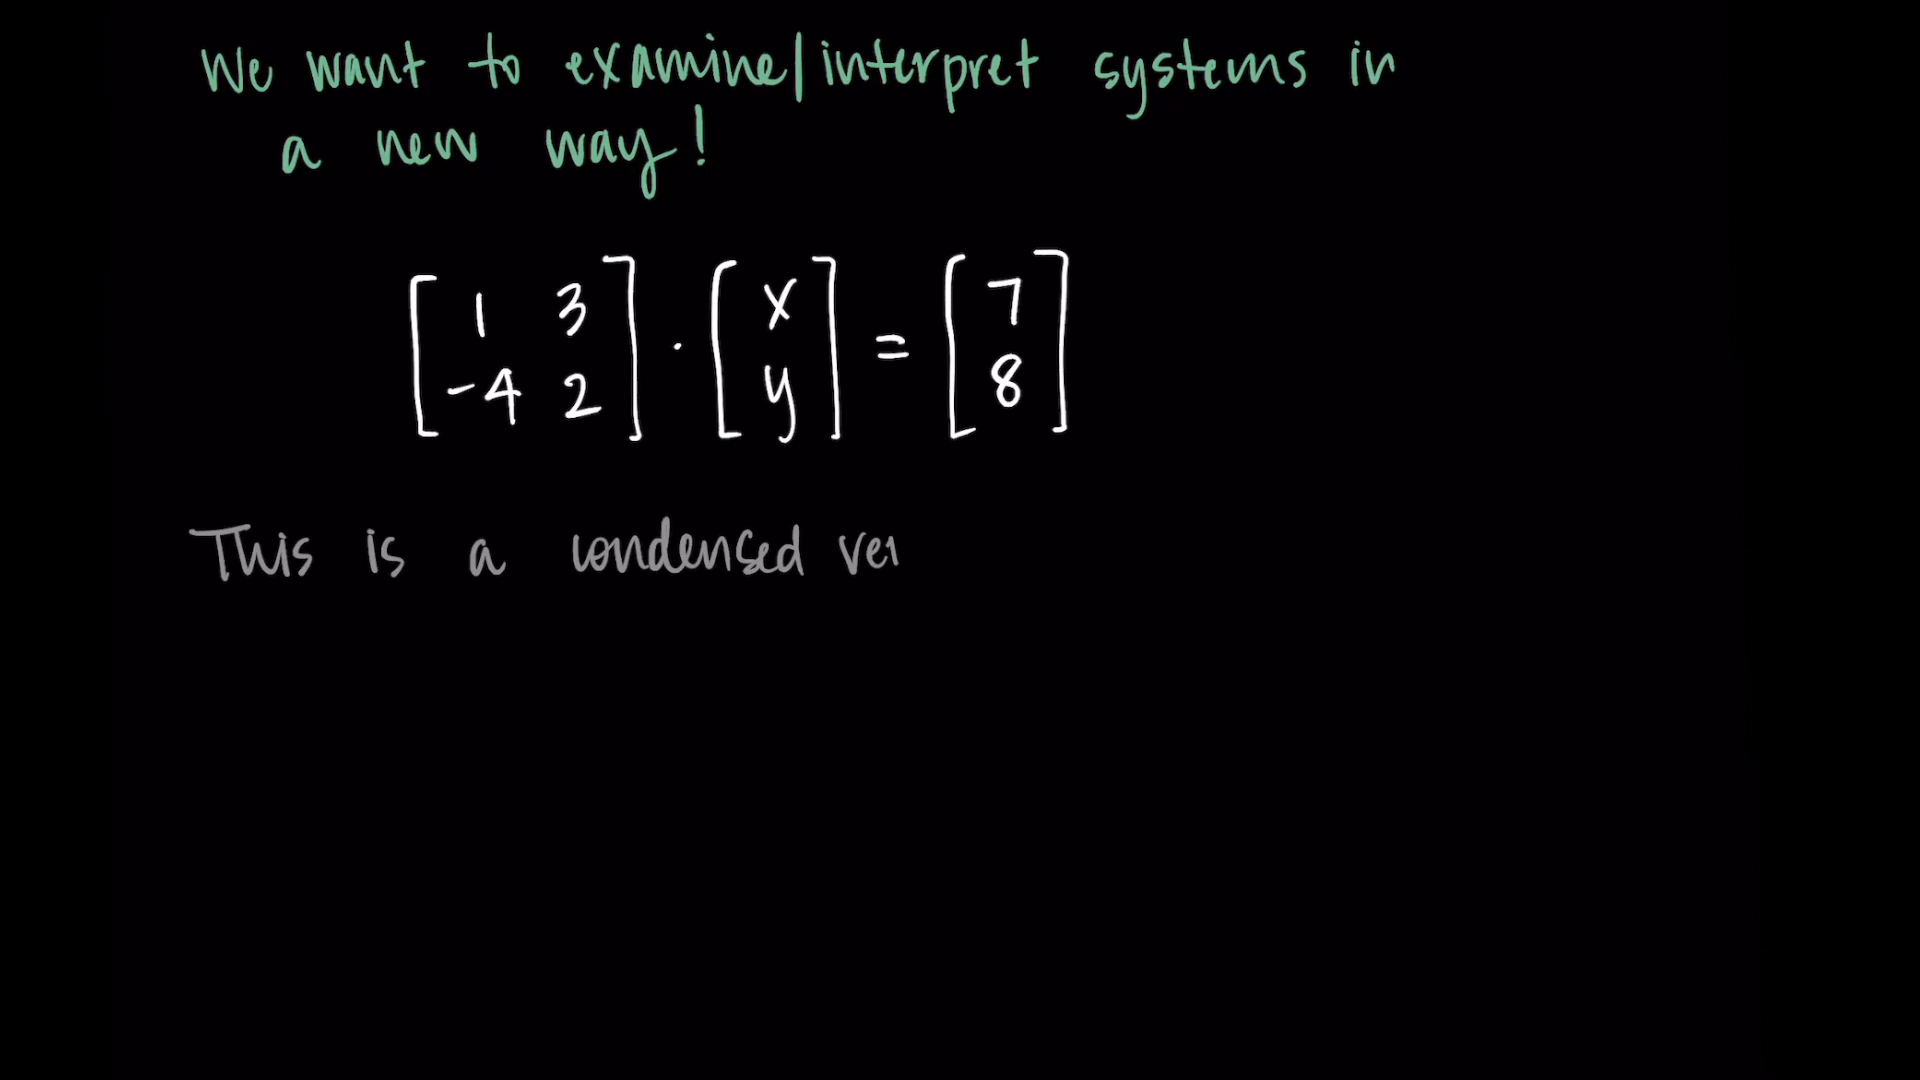 We want to examine/interpret systems in
a new way!
[1 3] · [x] = [7]
[-4 2] [y] [8]
This is a condensed ver